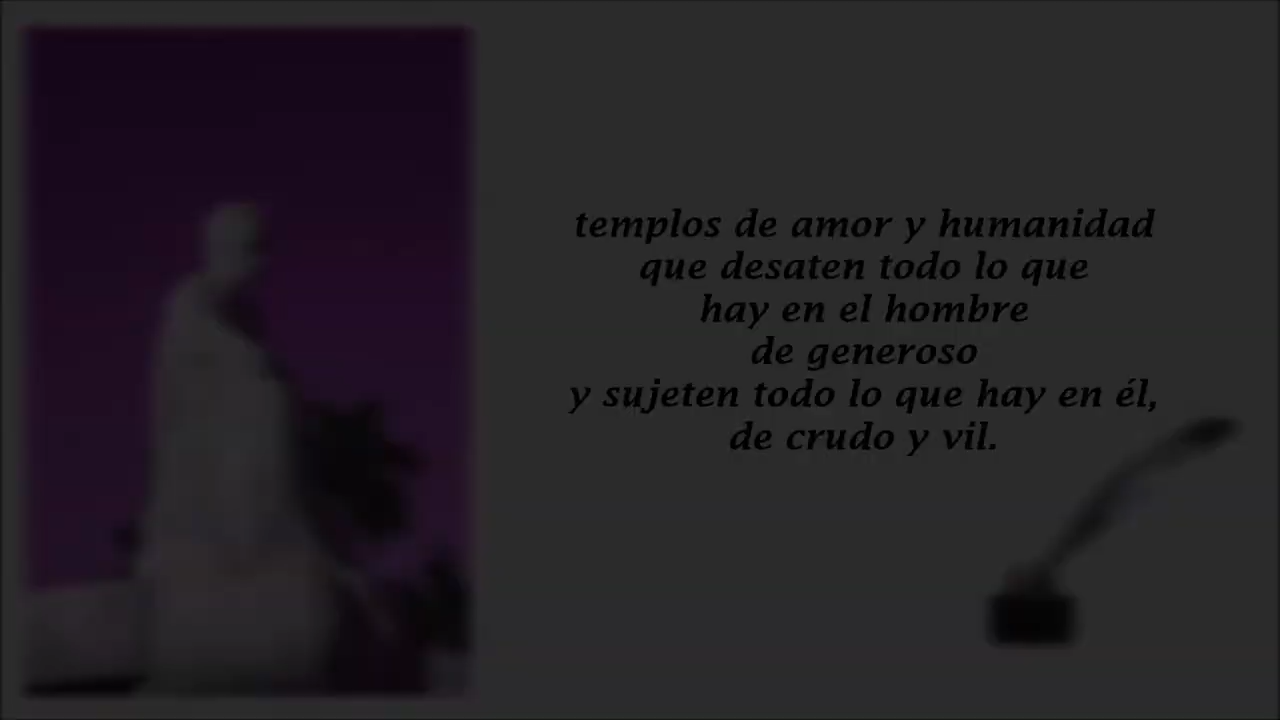 templos de amor y humanidad
que desaten todo lo que
hay en el hombre
de generoso
y sujeten todo lo que hay en él,
de crudo y vil.